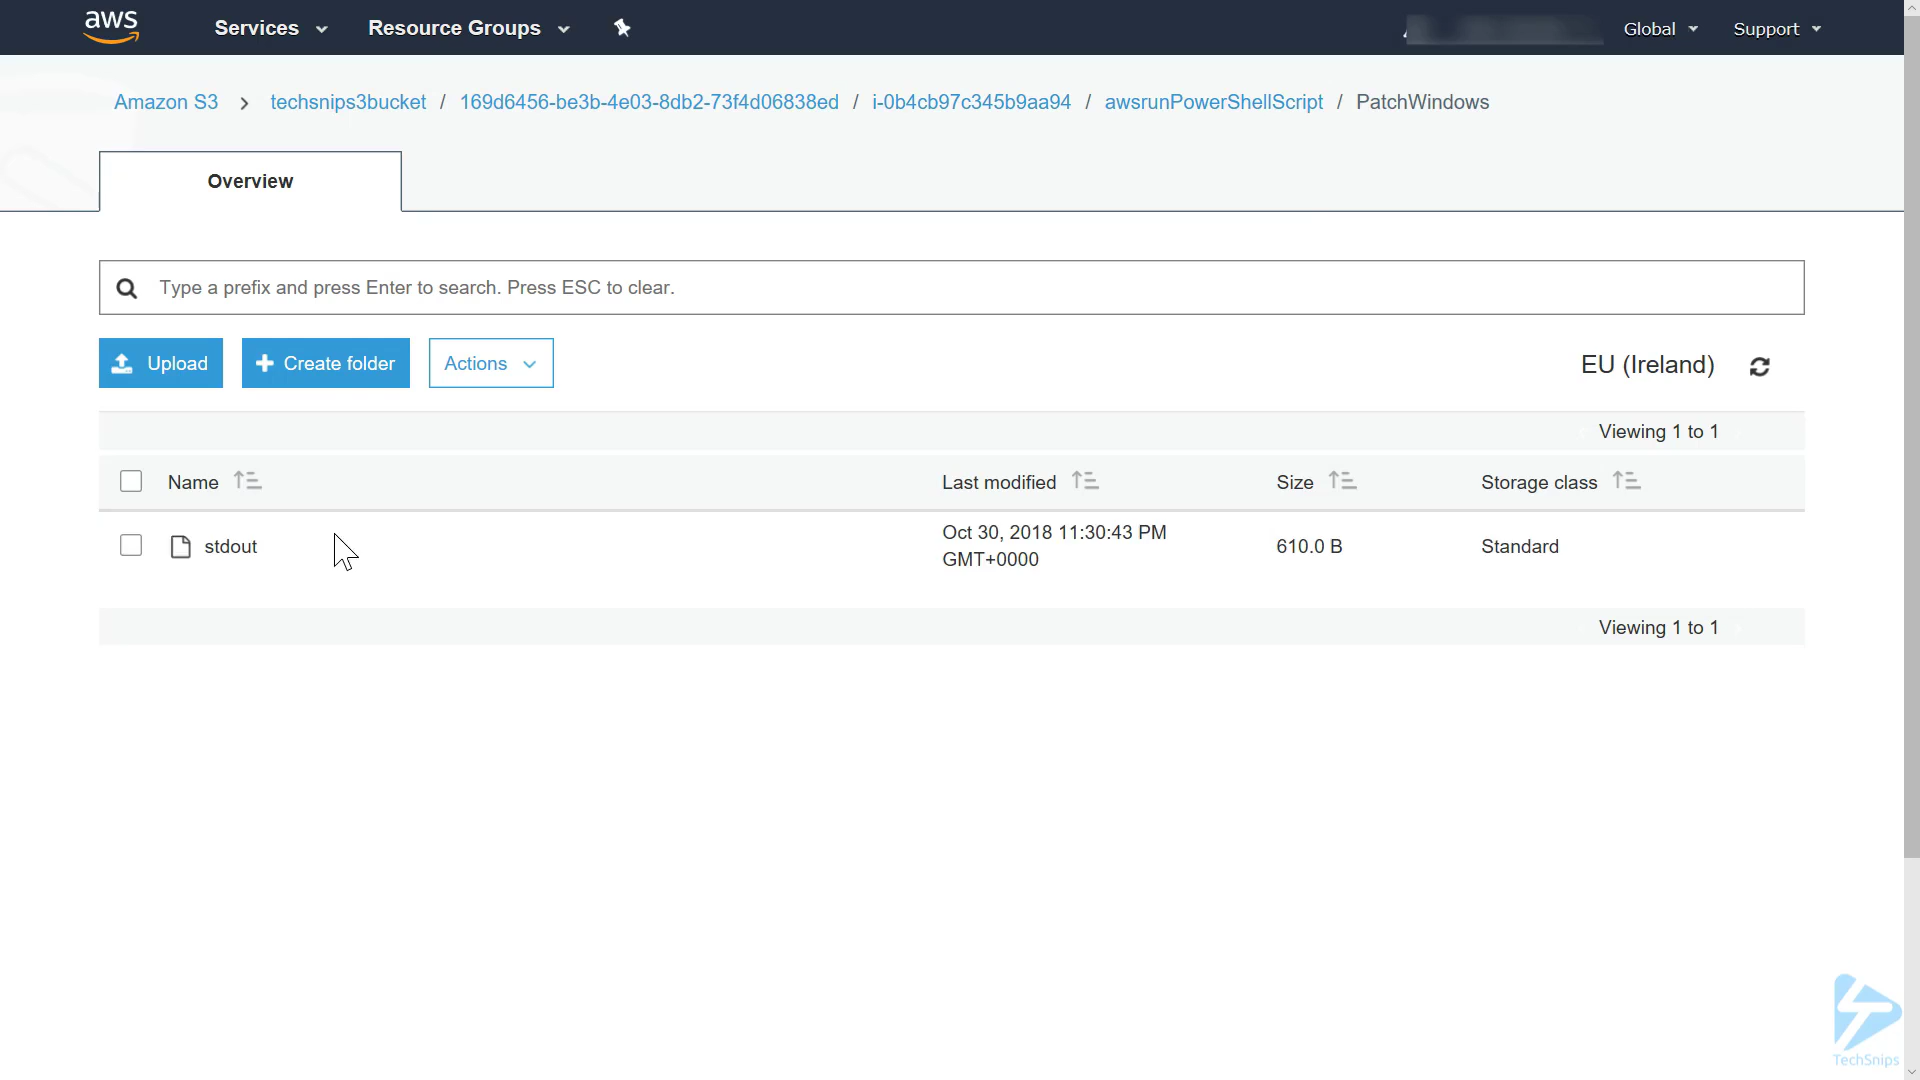 aws Services Resource Groups Global Support
Amazon S3 > techsnips3bucket / 169d6456-be3b-4e03-8db2-73f4d06838ed / i-0b4cb97c345b9aa94 / awsrunPowerShellScript / PatchWindows
Overview
Type a prefix and press Enter to search. Press ESC to clear.
Upload Create folder Actions EU (Ireland)
Viewing 1 to 1
Name Last modified Size Storage class
stdout Oct 30, 2018 11:30:43 PM 610.0 B Standard
GMT+0000
Viewing 1 to 1
TechSnips